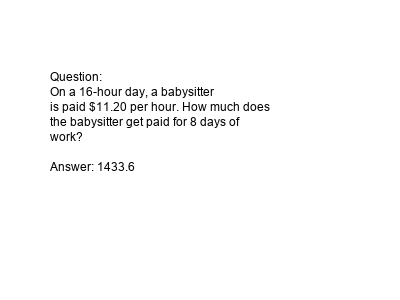 Question:
On a 16-hour day, a babysitter
is paid $11.20 per hour. How much does
the babysitter get paid for 8 days of
work?
Answer: 1433.6